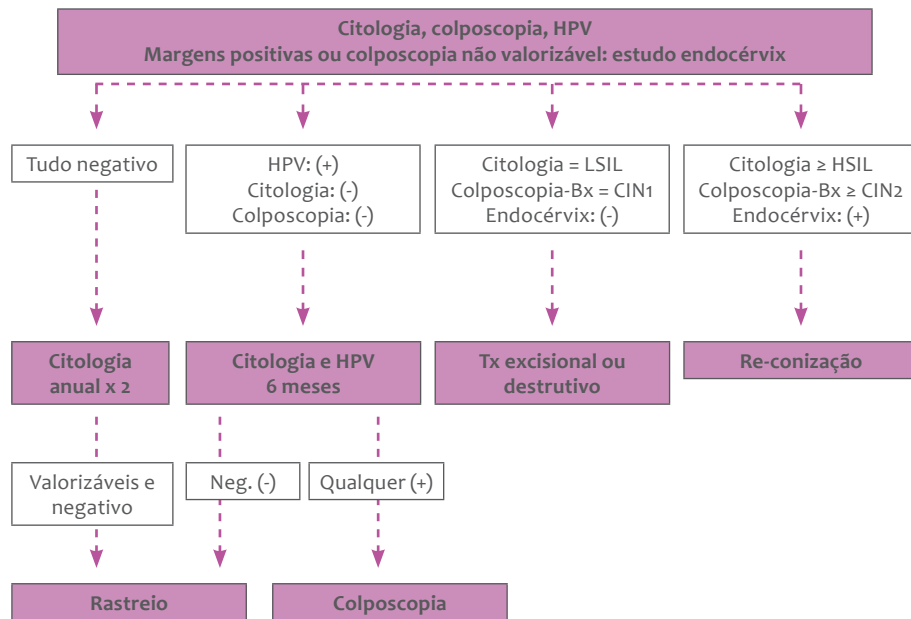 Citologia, colposcopia, HPV
Margens positivas ou colposcopia não valorizável: estudo endocérvix
Tudo negativo
HPV: (+)
Citologia: (-)
Colposcopia: (-)
Citologia = LSIL
Colposcopia-Bx = CIN1
Endocérvix: (-)
Citologia ≥ HSIL
Colposcopia-Bx ≥ CIN2
Endocérvix: (+)
Citologia
anual x 2
Citologia e HPV
6 meses
Tx excisional ou
destrutivo
Re-conização
Valorizáveis e
negativo
Neg. (-)
Qualquer (+)
Rastreio
Colposcopia